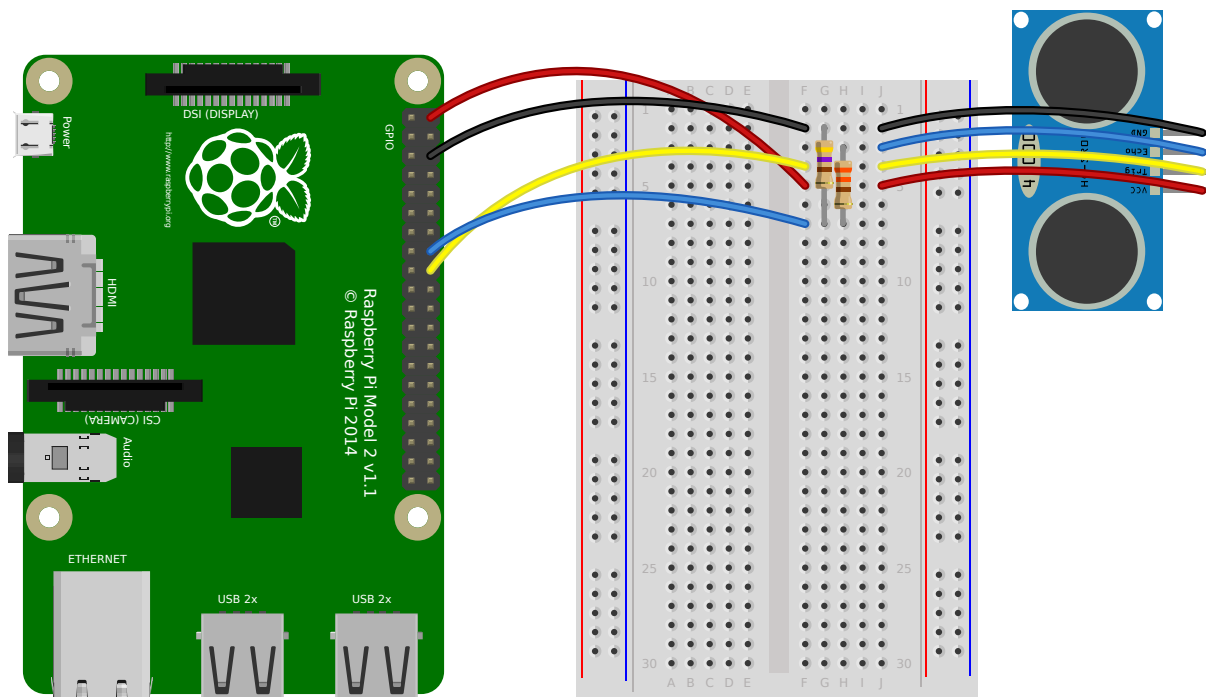 DSI (DISPLAY)
Power
http://www.raspberrypi.org
TM
GPIO
HDMI
Raspberry Pi Model 2 v1.1
© Raspberry Pi 2014
CSI (CAMERA)
Audio
ETHERNET
USB 2x
USB 2x
B C D E F G H I J
1 1
5
10 10
15 15
20 20
25 25
30 30
A B C D E F G H I J
GND
Echo
Trig
VCC